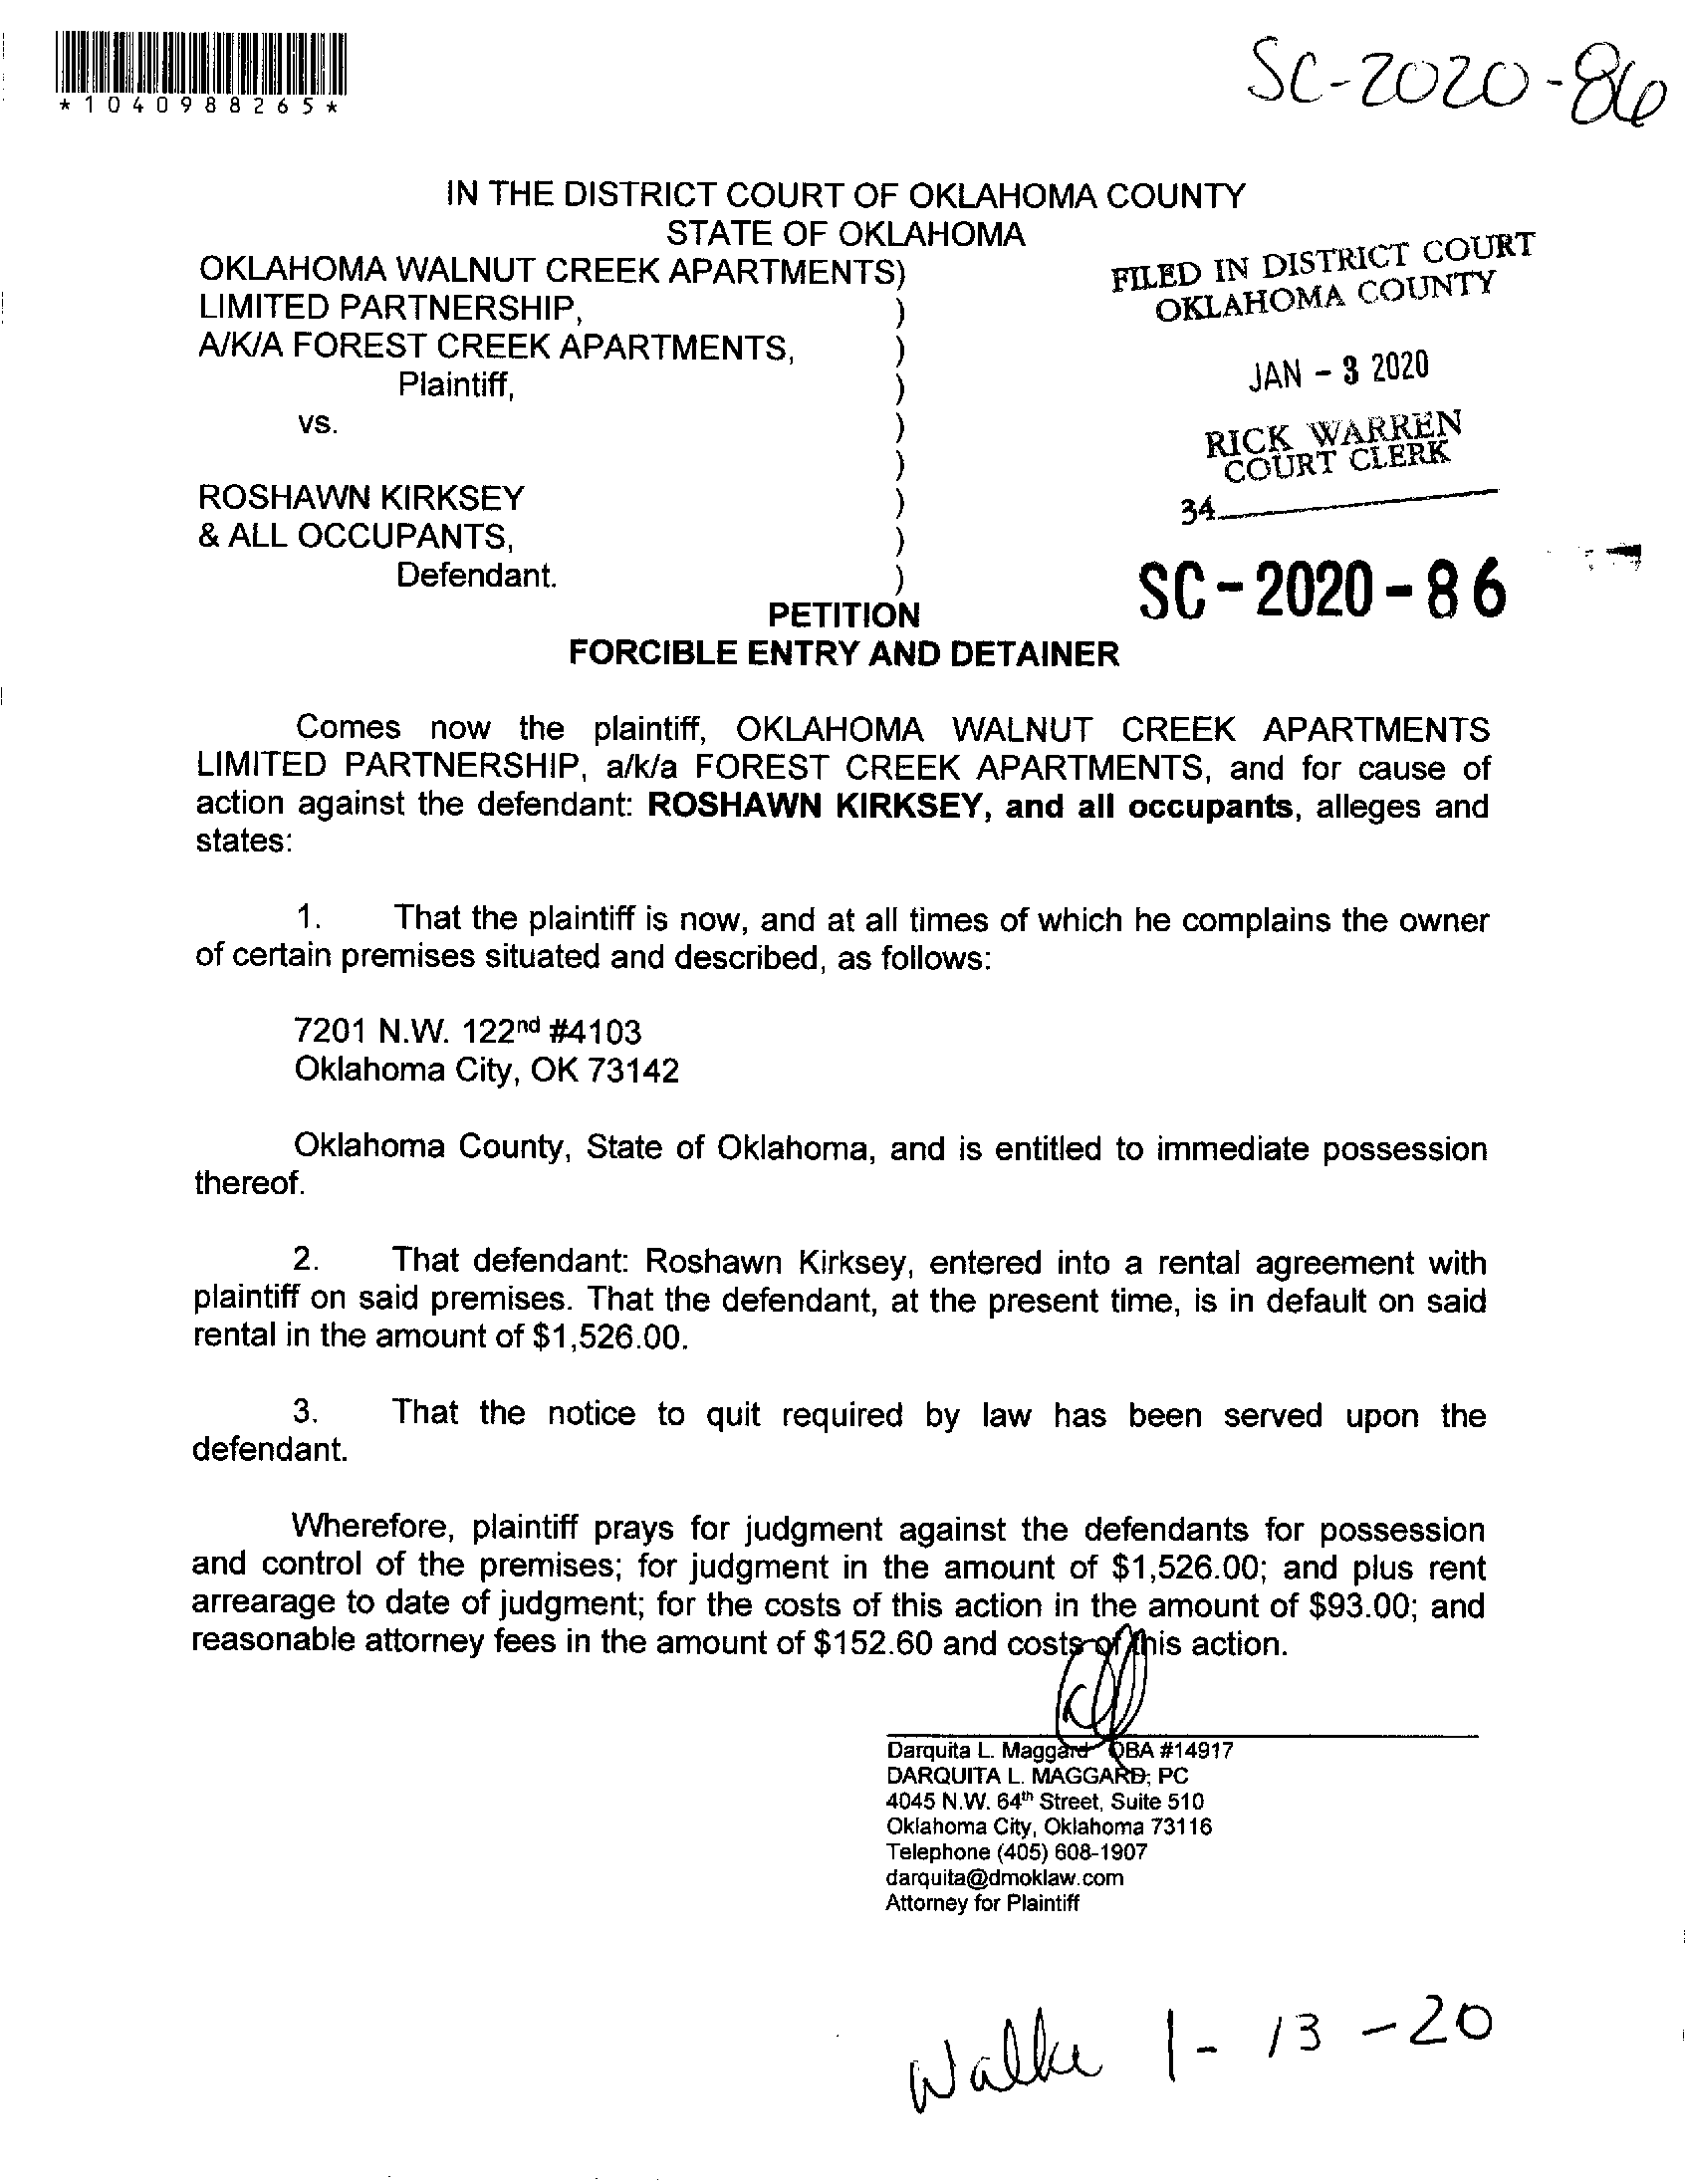 *1040988265*
SC-2020-86
IN THE DISTRICT COURT OF OKLAHOMA COUNTY
STATE OF OKLAHOMA
OKLAHOMA WALNUT CREEK APARTMENTS)
LIMITED PARTNERSHIP, )
A/K/A FOREST CREEK APARTMENTS, )
Plaintiff, )
vs. )
)
ROSHAWN KIRKSEY )
& ALL OCCUPANTS, )
Defendant. )
FILED IN DISTRICT COURT
OKLAHOMA COUNTY
JAN - 3 2020
RICK WARREN
COURT CLERK
34
SC-2020-86
PETITION
FORCIBLE ENTRY AND DETAINER
Comes now the plaintiff, OKLAHOMA WALNUT CREEK APARTMENTS
LIMITED PARTNERSHIP, a/k/a FOREST CREEK APARTMENTS, and for cause of
action against the defendant: ROSHAWN KIRKSEY, and all occupants, alleges and
states:
1. That the plaintiff is now, and at all times of which he complains the owner
of certain premises situated and described, as follows:
7201 N.W. 122nd #4103
Oklahoma City, OK 73142
Oklahoma County, State of Oklahoma, and is entitled to immediate possession
thereof.
2. That defendant: Roshawn Kirksey, entered into a rental agreement with
plaintiff on said premises. That the defendant, at the present time, is in default on said
rental in the amount of $1,526.00.
3. That the notice to quit required by law has been served upon the
defendant.
Wherefore, plaintiff prays for judgment against the defendants for possession
and control of the premises; for judgment in the amount of $1,526.00; and plus rent
arrearage to date of judgment; for the costs of this action in the amount of $93.00; and
reasonable attorney fees in the amount of $152.60 and costs of this action.
Darquita L. Maggard OBA #14917
DARQUITA L. MAGGARD, PC
4045 N.W. 64th Street, Suite 510
Oklahoma City, Oklahoma 73116
Telephone (405) 608-1907
darquita@dmoklaw.com
Attorney for Plaintiff
1-13-20